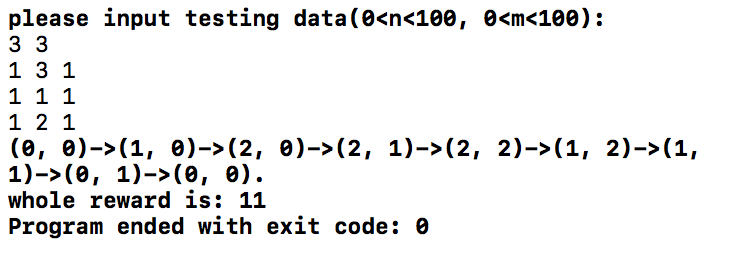 please input testing data(0<n<100, 0<m<100):
3 3
1 3 1
1 1 1
1 2 1
(0, 0)->(1, 0)->(2, 0)->(2, 1)->(2, 2)->(1, 2)->(1,
1)->(0, 1)->(0, 0).
whole reward is: 11
Program ended with exit code: 0